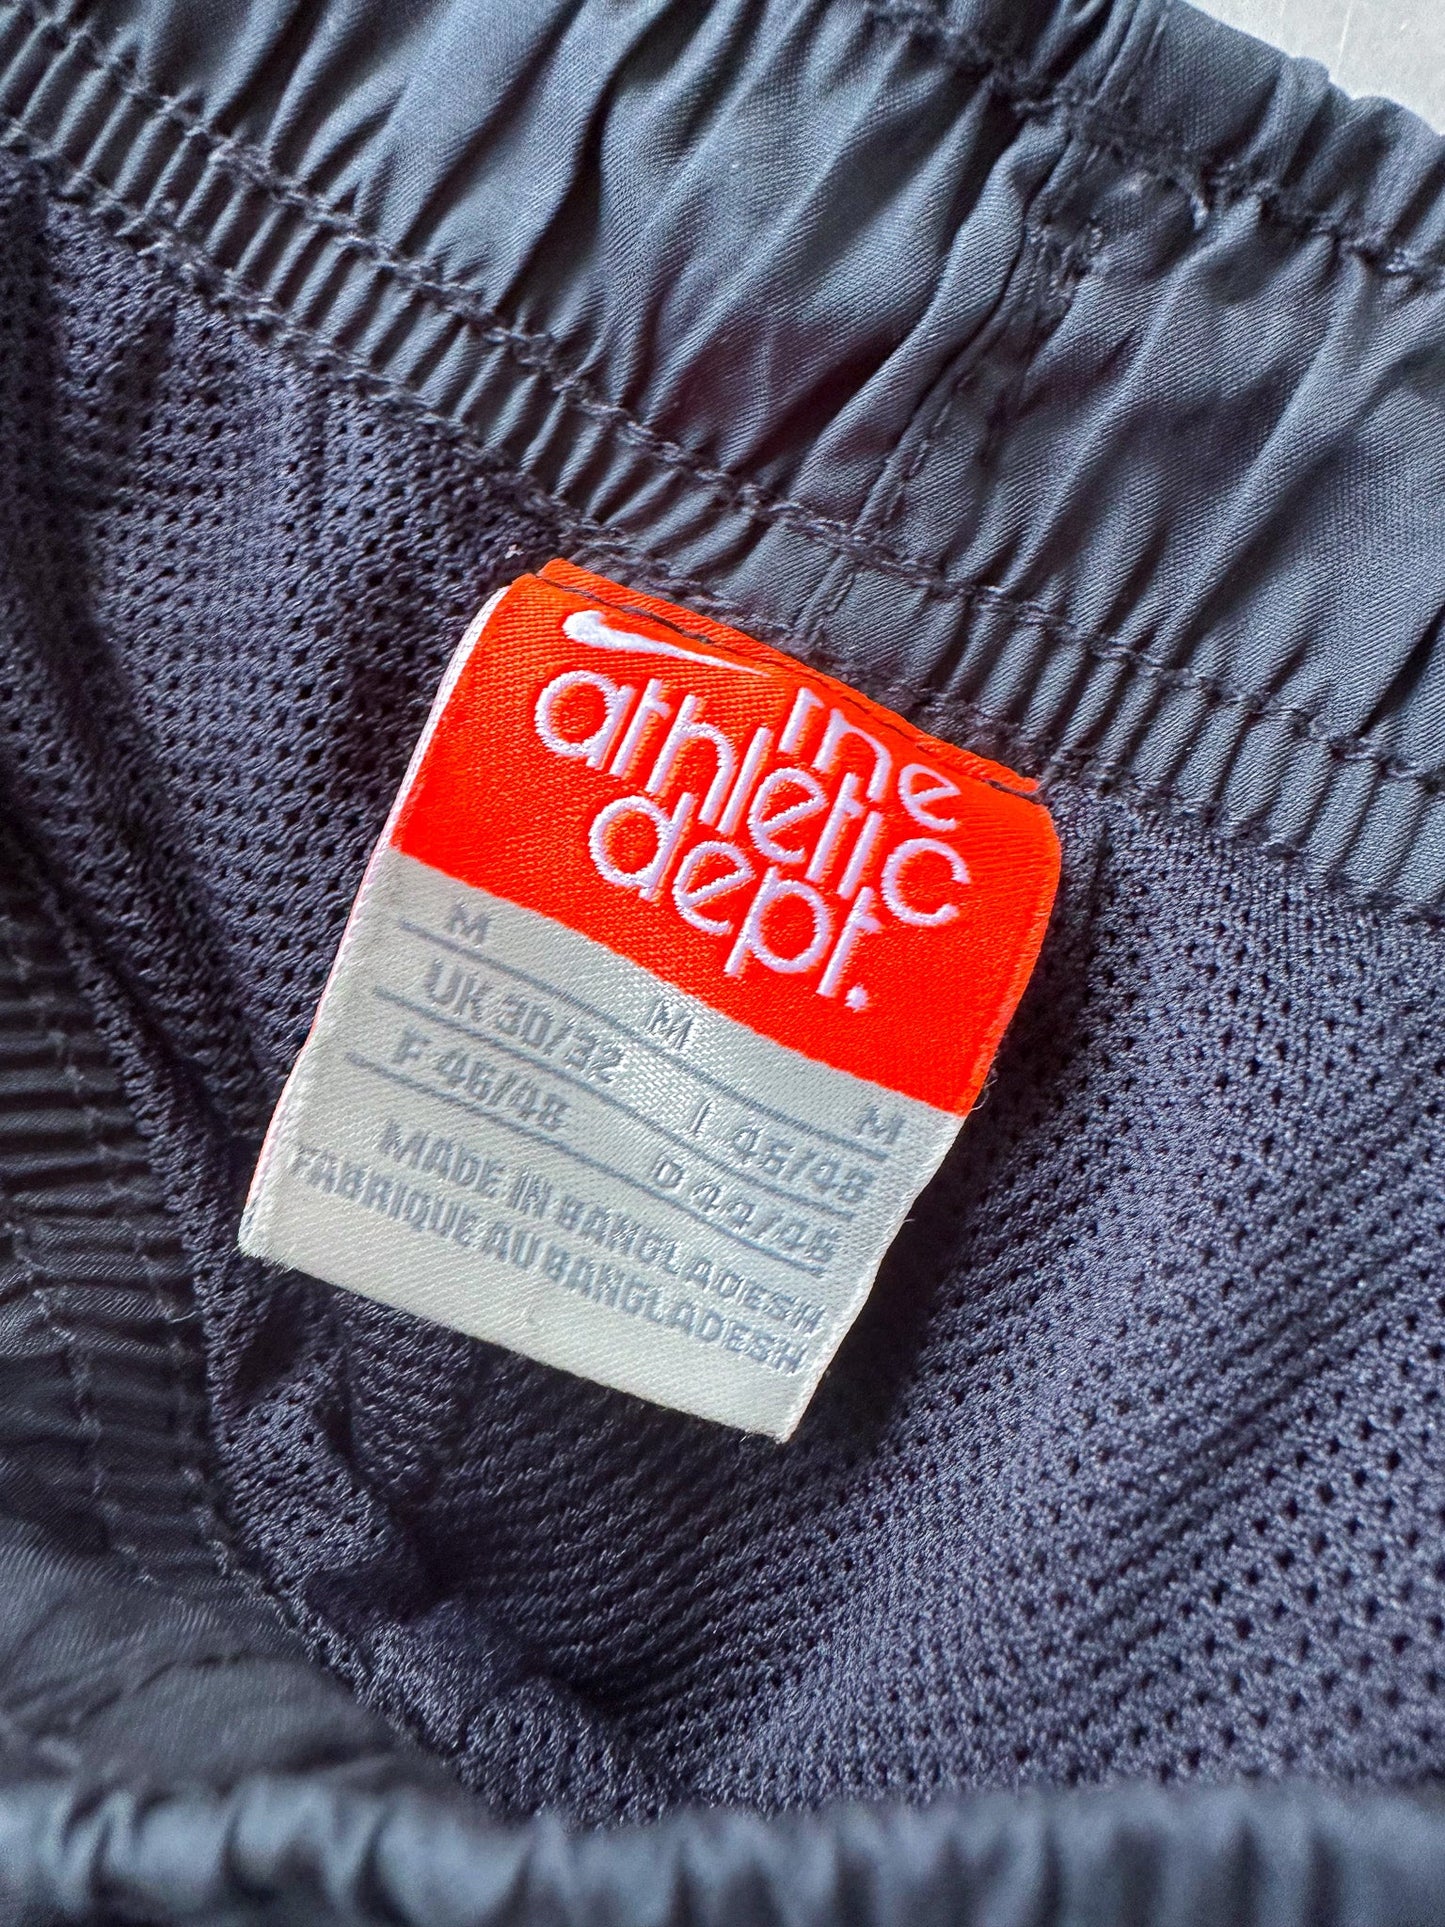 the
athletic
dept.
M M M
UK 30/32 I 46/48
F 46/48 D 44/46
MADE IN BANGLADESH
FABRIQUE AU BANGLADESH